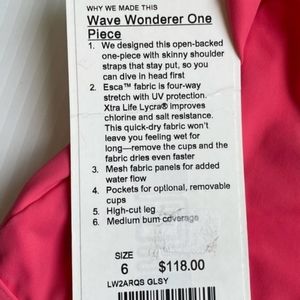 WHY WE MADE THIS
Wave Wonderer One
Piece
1. We designed this open-backed
one-piece with skinny shoulder
straps that stay put, so you
can dive in head first
2. Esca™ fabric is four-way
stretch with UV protection.
Xtra Life Lycra® improves
chlorine and salt resistance.
This quick-dry fabric won't
leave you feeling wet for
long—remove the cups and the
fabric dries even faster
3. Mesh fabric panels for added
water flow
4. Pockets for optional, removable
cups
5. High-cut leg
6. Medium bum coverage
SIZE
6 $118.00
LW2ARQS GLSY